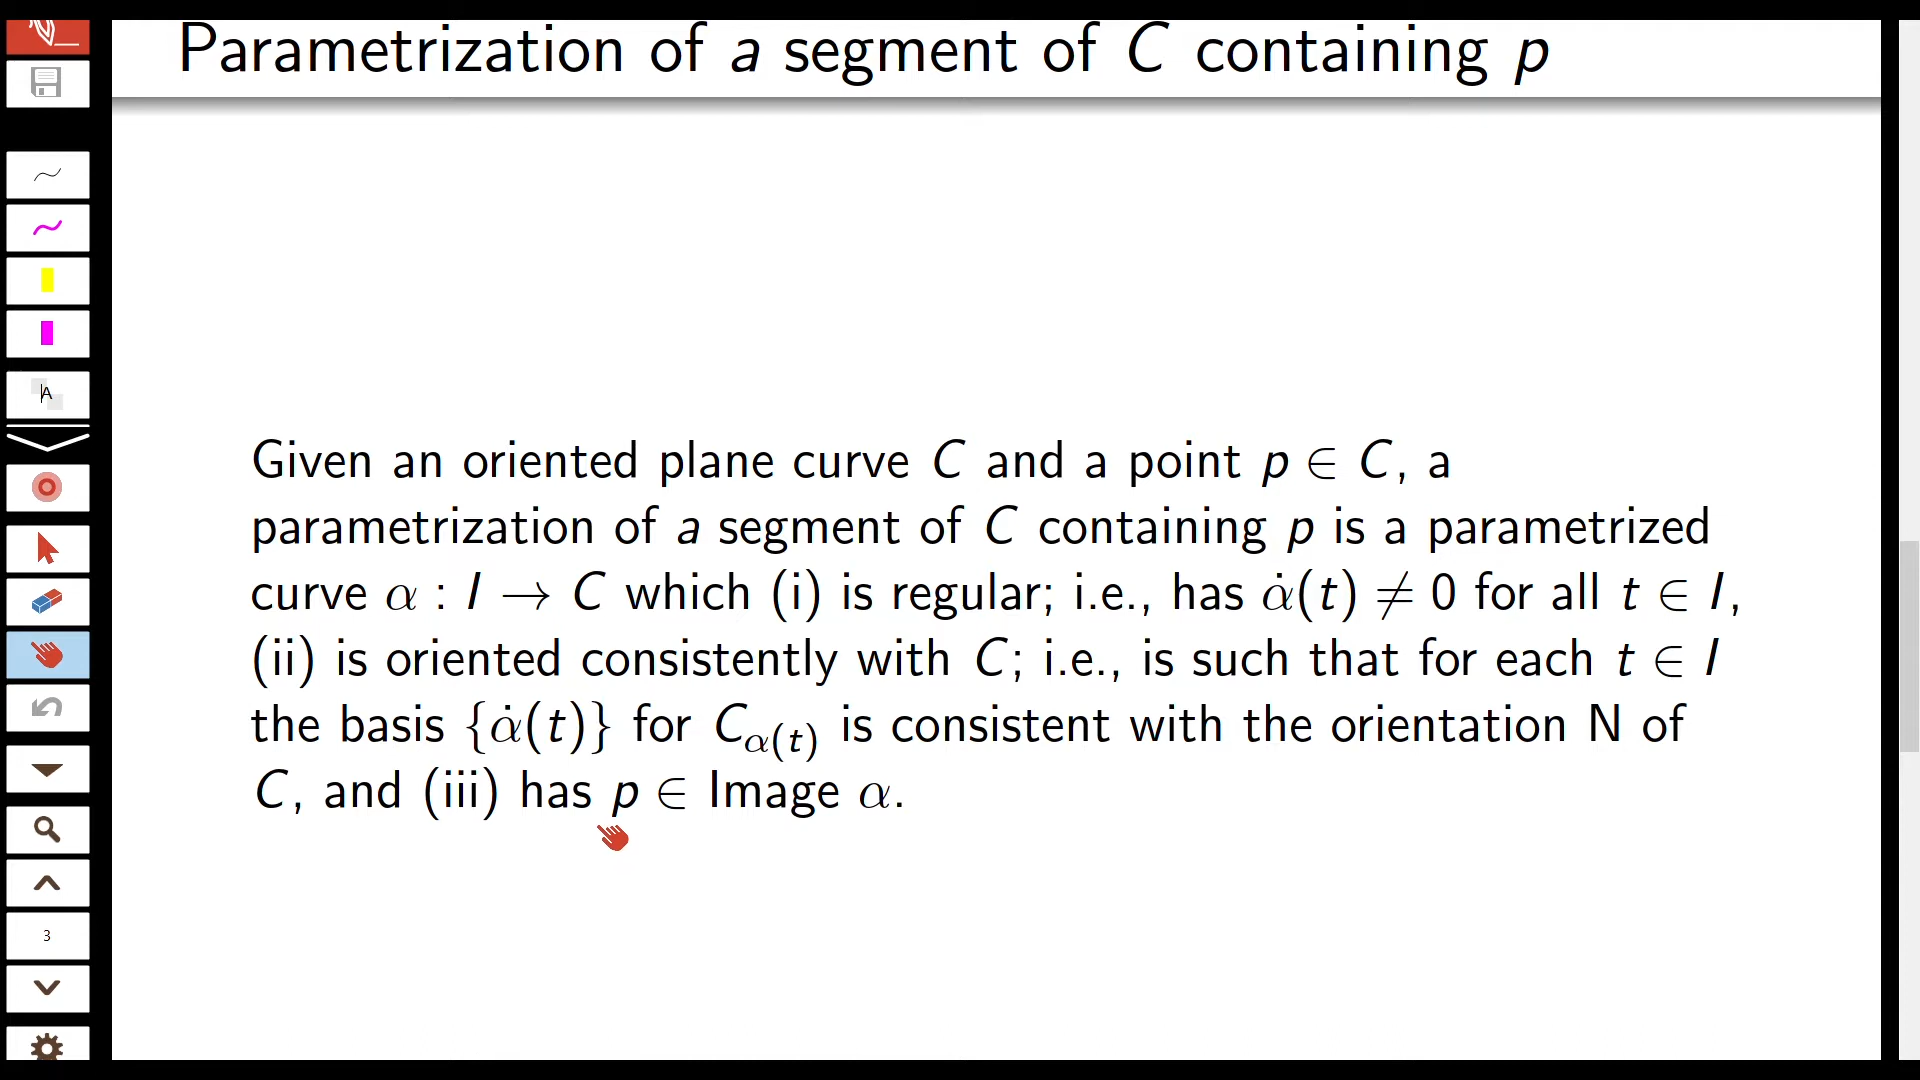 Parametrization of a segment of C containing p
A
Given an oriented plane curve C and a point p ∈ C, a
parametrization of a segment of C containing p is a parametrized
curve α : I → C which (i) is regular; i.e., has α̇(t) ≠ 0 for all t ∈ I,
(ii) is oriented consistently with C; i.e., is such that for each t ∈ I
the basis {α̇(t)} for C_α(t) is consistent with the orientation N of
C, and (iii) has p ∈ Image α.
3